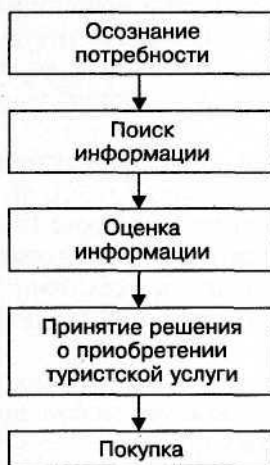 Осознание
потребности
Поиск
информации
Оценка
информации
Принятие решения
о приобретении
туристской услуги
Покупка